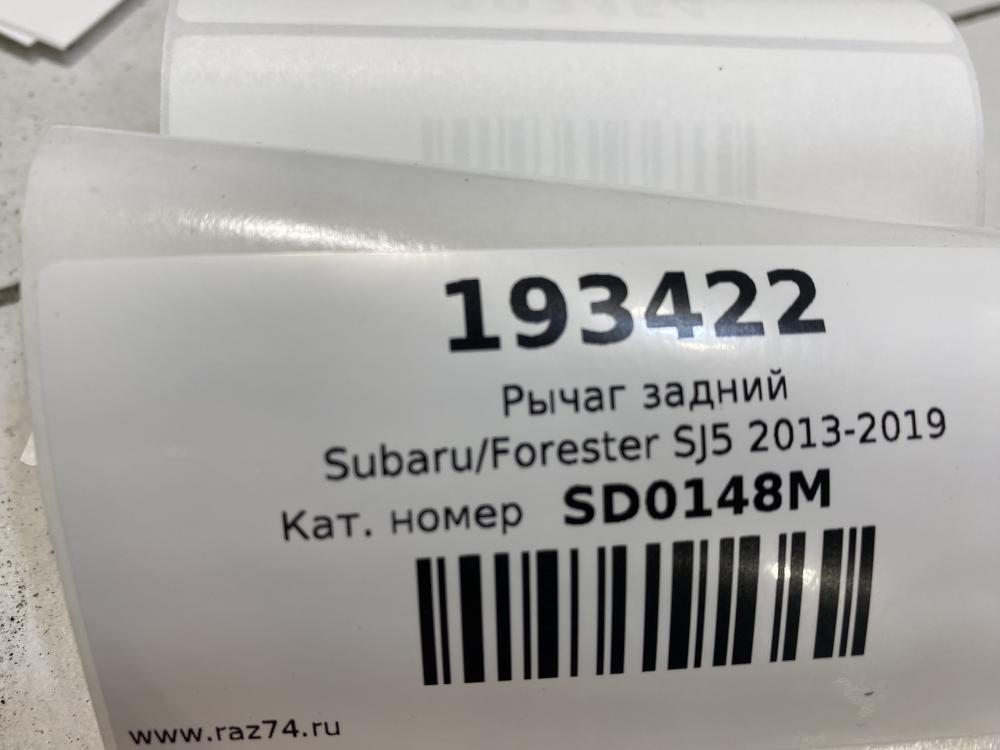 193422
Рычаг задний
Subaru/Forester SJ5 2013-2019
Кат. номер SD0148M
www.raz74.ru